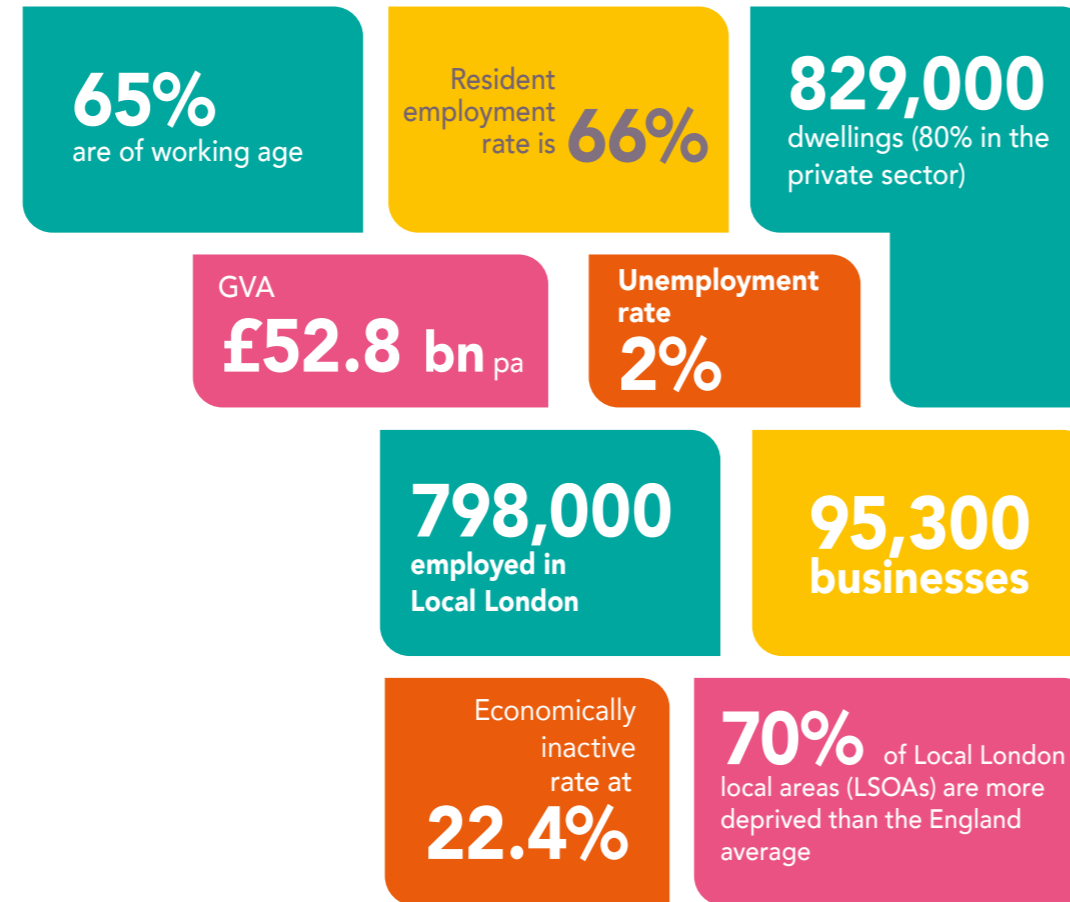 65%
are of working age
Resident
employment
rate is 66%
829,000
dwellings (80% in the
private sector)
GVA
£52.8 bn pa
Unemployment
rate
2%
798,000
employed in
Local London
95,300
businesses
Economically
inactive
rate at
22.4%
70% of Local London
local areas (LSOAs) are more
deprived than the England
average